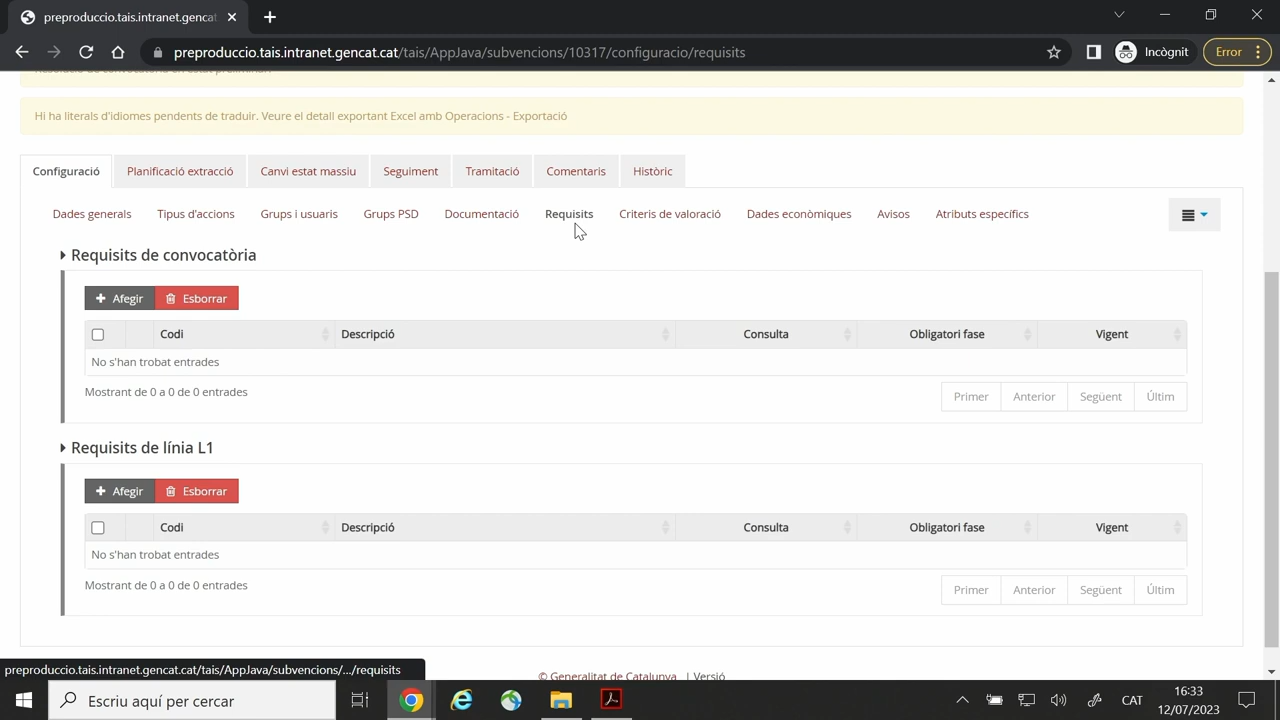 preproduccio.tais.intranet.gencat
preproduccio.tais.intranet.gencat.cat/tais/AppJava/subvencions/10317/configuracio/requisits
Incògnit
Error
Hi ha literals d'idiomes pendents de traduir. Veure el detall exportant Excel amb Operacions - Exportació
Configuració Planificació extracció Canvi estat massiu Seguiment Tramitació Comentaris Històric
Dades generals Tipus d'accions Grups i usuaris Grups PSD Documentació Requisits Criteris de valoració Dades econòmiques Avisos Atributs específics
Requisits de convocatòria
Afegir Esborrar
Codi Descripció Consulta Obligatori fase Vigent
No s'han trobat entrades
Mostrant de 0 a 0 de 0 entrades
Primer Anterior Següent Últim
Requisits de línia L1
Afegir Esborrar
Codi Descripció Consulta Obligatori fase Vigent
No s'han trobat entrades
Mostrant de 0 a 0 de 0 entrades
Primer Anterior Següent Últim
preproduccio.tais.intranet.gencat.cat/tais/AppJava/subvencions/.../requisits
© Generalitat de Catalunya | Versió
Escriu aquí per cercar
CAT
16:33
12/07/2023